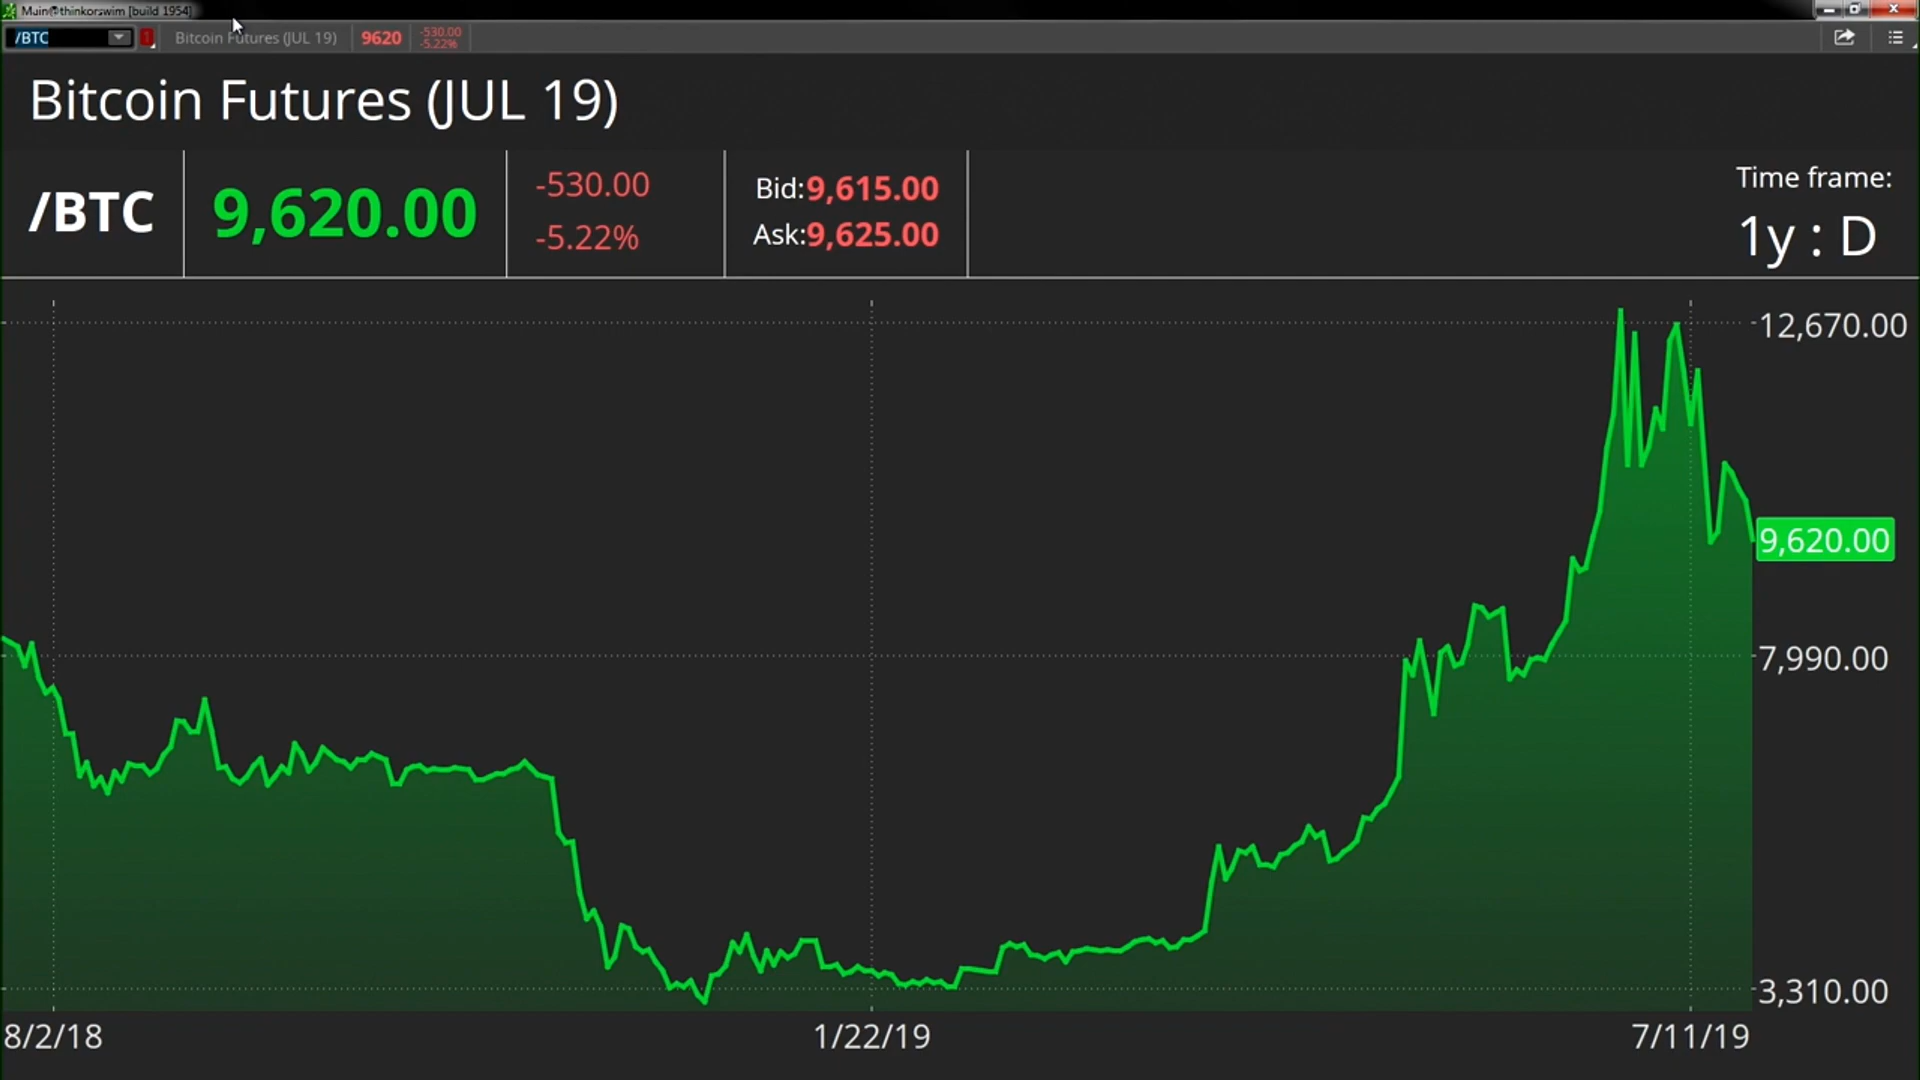 Main@thinkorswim [build 1954]
/BTC
1
Bitcoin Futures (JUL 19)
9620
-530.00
-5.22%
Bitcoin Futures (JUL 19)
/BTC
9,620.00
-530.00
-5.22%
Bid:9,615.00
Ask:9,625.00
Time frame:
1y : D
12,670.00
9,620.00
7,990.00
3,310.00
8/2/18
1/22/19
7/11/19